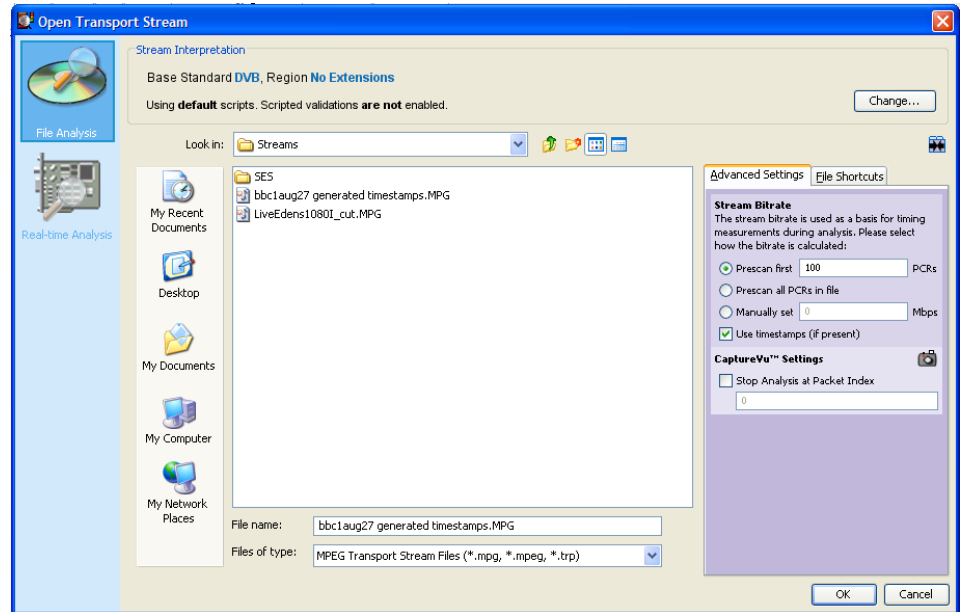 Open Transport Stream
Stream Interpretation
Base Standard DVB, Region No Extensions
Using default scripts. Scripted validations are not enabled.
Change...
File Analysis
Real-time Analysis
Look in:
Streams
My Recent
Documents
Desktop
My Documents
My Computer
My Network
Places
SES
bbc1aug27 generated timestamps.MPG
LiveEdens1080I_cut.MPG
File name:
bbc1aug27 generated timestamps.MPG
Files of type:
MPEG Transport Stream Files (*.mpg, *.mpeg, *.trp)
Advanced Settings
File Shortcuts
Stream Bitrate
The stream bitrate is used as a basis for timing
measurements during analysis. Please select
how the bitrate is calculated:
Prescan first 100 PCRs
Prescan all PCRs in file
Manually set 0 Mbps
Use timestamps (if present)
CaptureVu™ Settings
Stop Analysis at Packet Index
0
OK
Cancel